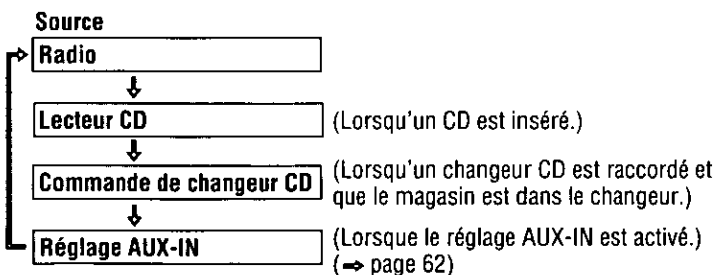 Source
Radio
Lecteur CD
(Lorsqu'un CD est inséré.)
Commande de changeur CD
(Lorsqu'un changeur CD est raccordé et
que le magasin est dans le changeur.)
Réglage AUX-IN
(Lorsque le réglage AUX-IN est activé.)
(➡ page 62)